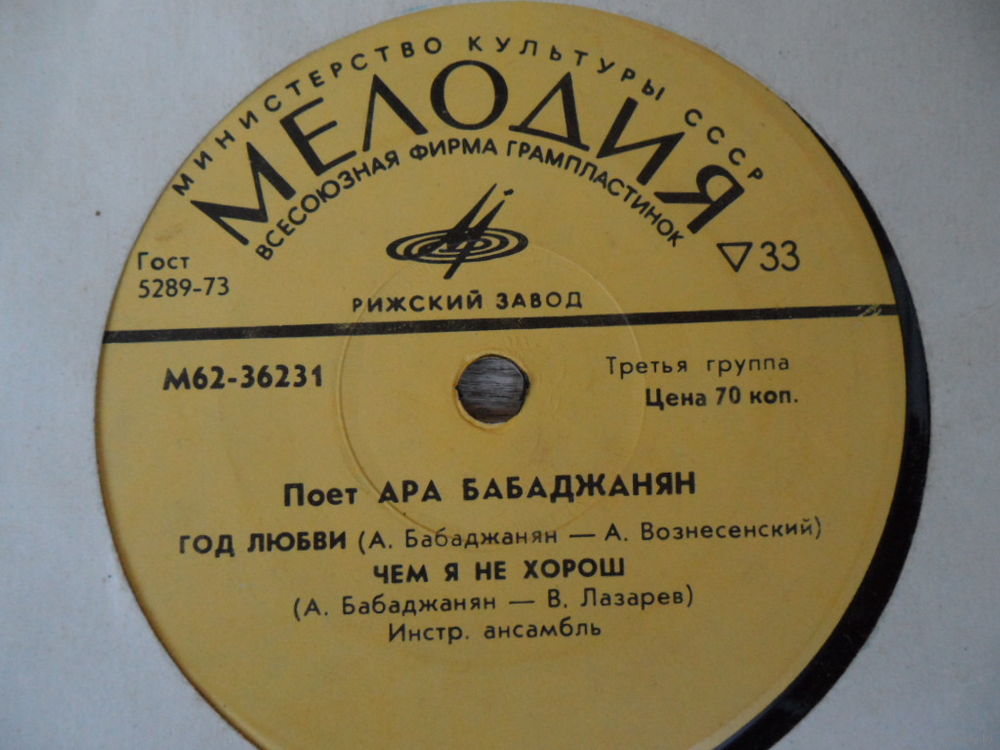 МИНИСТЕРСТВО КУЛЬТУРЫ СССР
МЕЛОДИЯ
ВСЕСОЮЗНАЯ ФИРМА ГРАМПЛАСТИНОК
Гост
5289-73
▽33
РИЖСКИЙ ЗАВОД
М62-36231
Третья группа
Цена 70 коп.
Поет АРА БАБАДЖАНЯН
ГОД ЛЮБВИ (А. Бабаджанян — А. Вознесенский)
ЧЕМ Я НЕ ХОРОШ
(А. Бабаджанян — В. Лазарев)
Инстр. ансамбль